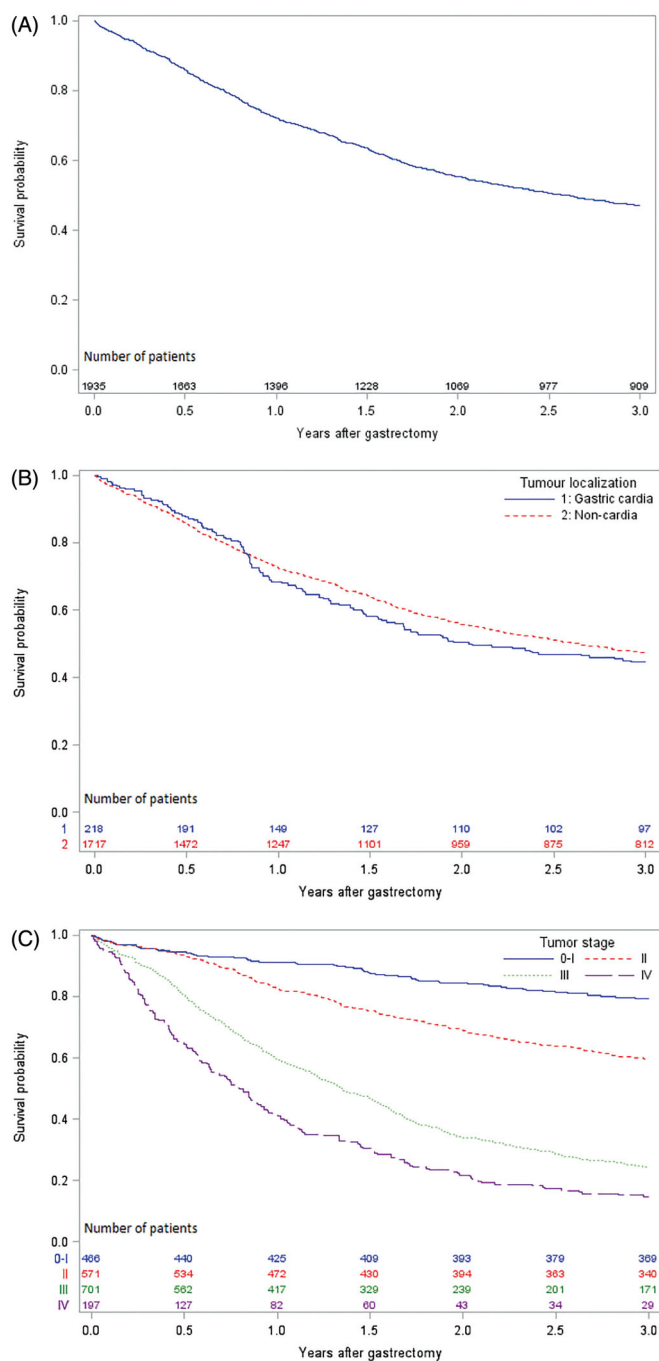 (A)
Survival probability
1.0
0.8
0.6
0.4
0.2
0.0
Number of patients
1935 1663 1396 1228 1069 977 909
0.0 0.5 1.0 1.5 2.0 2.5 3.0
Years after gastrectomy
(B)
Survival probability
1.0
0.8
0.6
0.4
0.2
0.0
Tumour localization
1: Gastric cardia
2: Non-cardia
Number of patients
1 218 191 149 127 110 102 97
2 1717 1472 1247 1101 959 875 812
0.0 0.5 1.0 1.5 2.0 2.5 3.0
Years after gastrectomy
(C)
Survival probability
1.0
0.8
0.6
0.4
0.2
0.0
Tumor stage
0-I II
III IV
Number of patients
0-I 466 440 425 409 393 379 369
II 571 534 472 430 394 363 340
III 701 562 417 329 239 201 171
IV 197 127 82 60 43 34 29
0.0 0.5 1.0 1.5 2.0 2.5 3.0
Years after gastrectomy